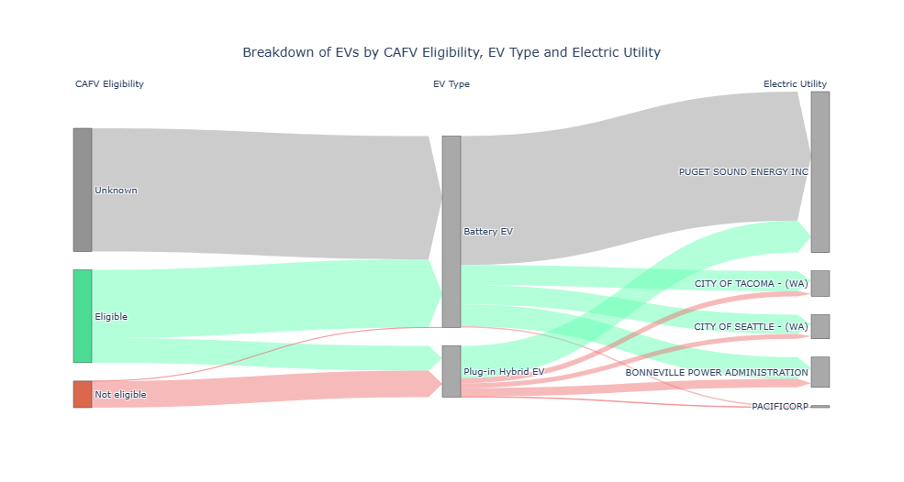 Breakdown of EVs by CAFV Eligibility, EV Type and Electric Utility
CAFV Eligibility
EV Type
Electric Utility
Unknown
Eligible
Not eligible
Battery EV
Plug-in Hybrid EV
PUGET SOUND ENERGY INC
CITY OF TACOMA - (WA)
CITY OF SEATTLE - (WA)
BONNEVILLE POWER ADMINISTRATION
PACIFICORP